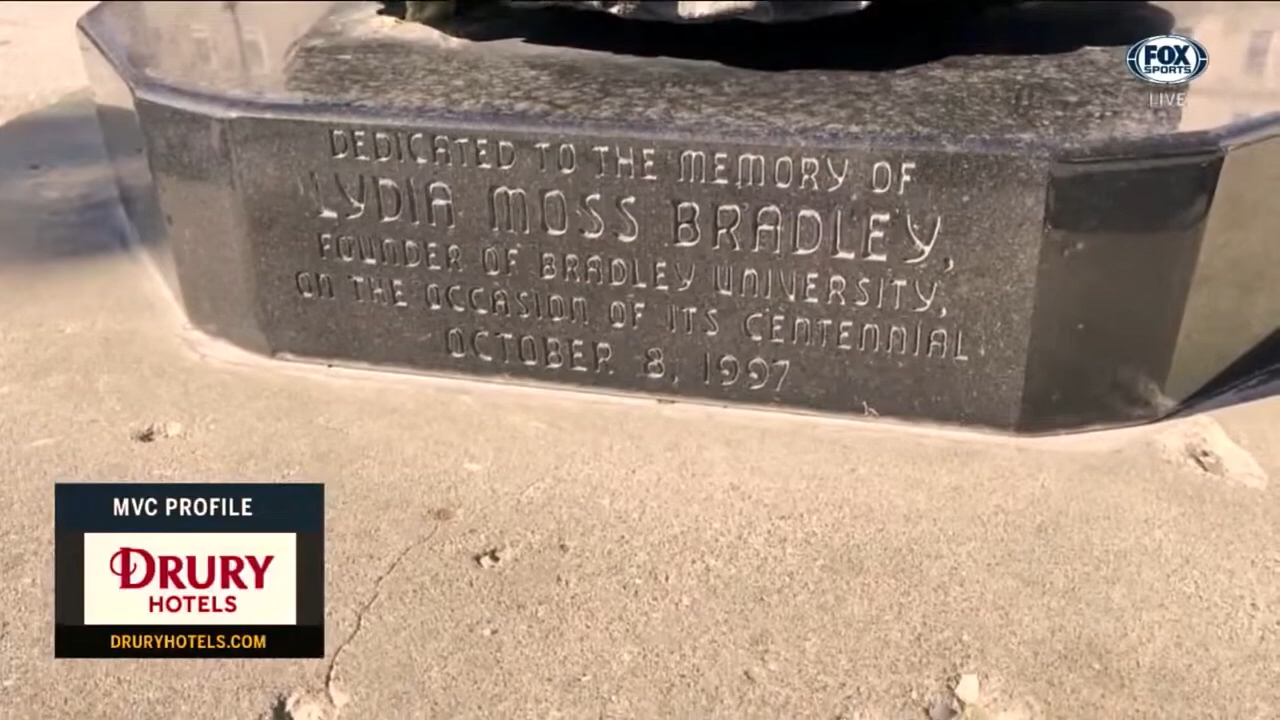 FOX
SPORTS
LIVE
DEDICATED TO THE MEMORY OF
LYDIA MOSS BRADLEY,
FOUNDER OF BRADLEY UNIVERSITY,
ON THE OCCASION OF ITS CENTENNIAL
OCTOBER 8, 1997
MVC PROFILE
DRURY
HOTELS
DRURYHOTELS.COM